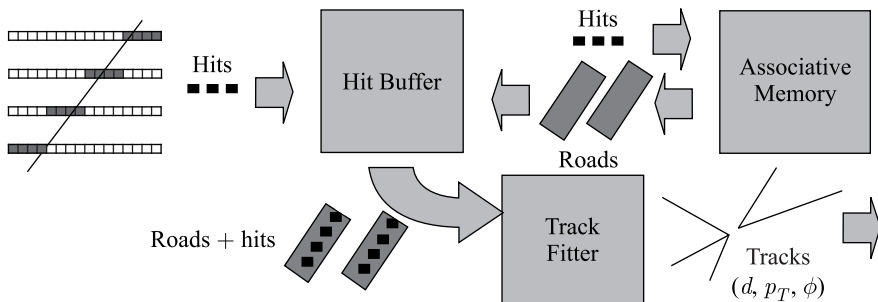 Hits
Hit Buffer
Hits
Associative
Memory
Roads
Roads + hits
Track
Fitter
Tracks
(d, p_T, ϕ)